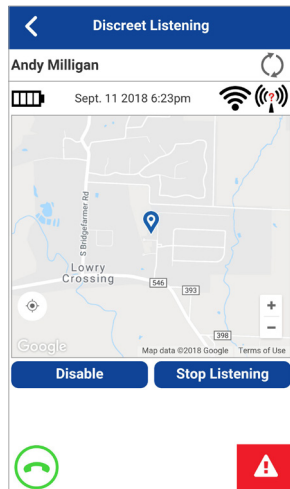 Discreet Listening
Andy Milligan
Sept. 11 2018 6:23pm
(?)
S Bridgefarmer Rd
Lowry
Crossing
546
393
+
−
398
Google
Map data ©2018 Google Terms of Use
Disable
Stop Listening